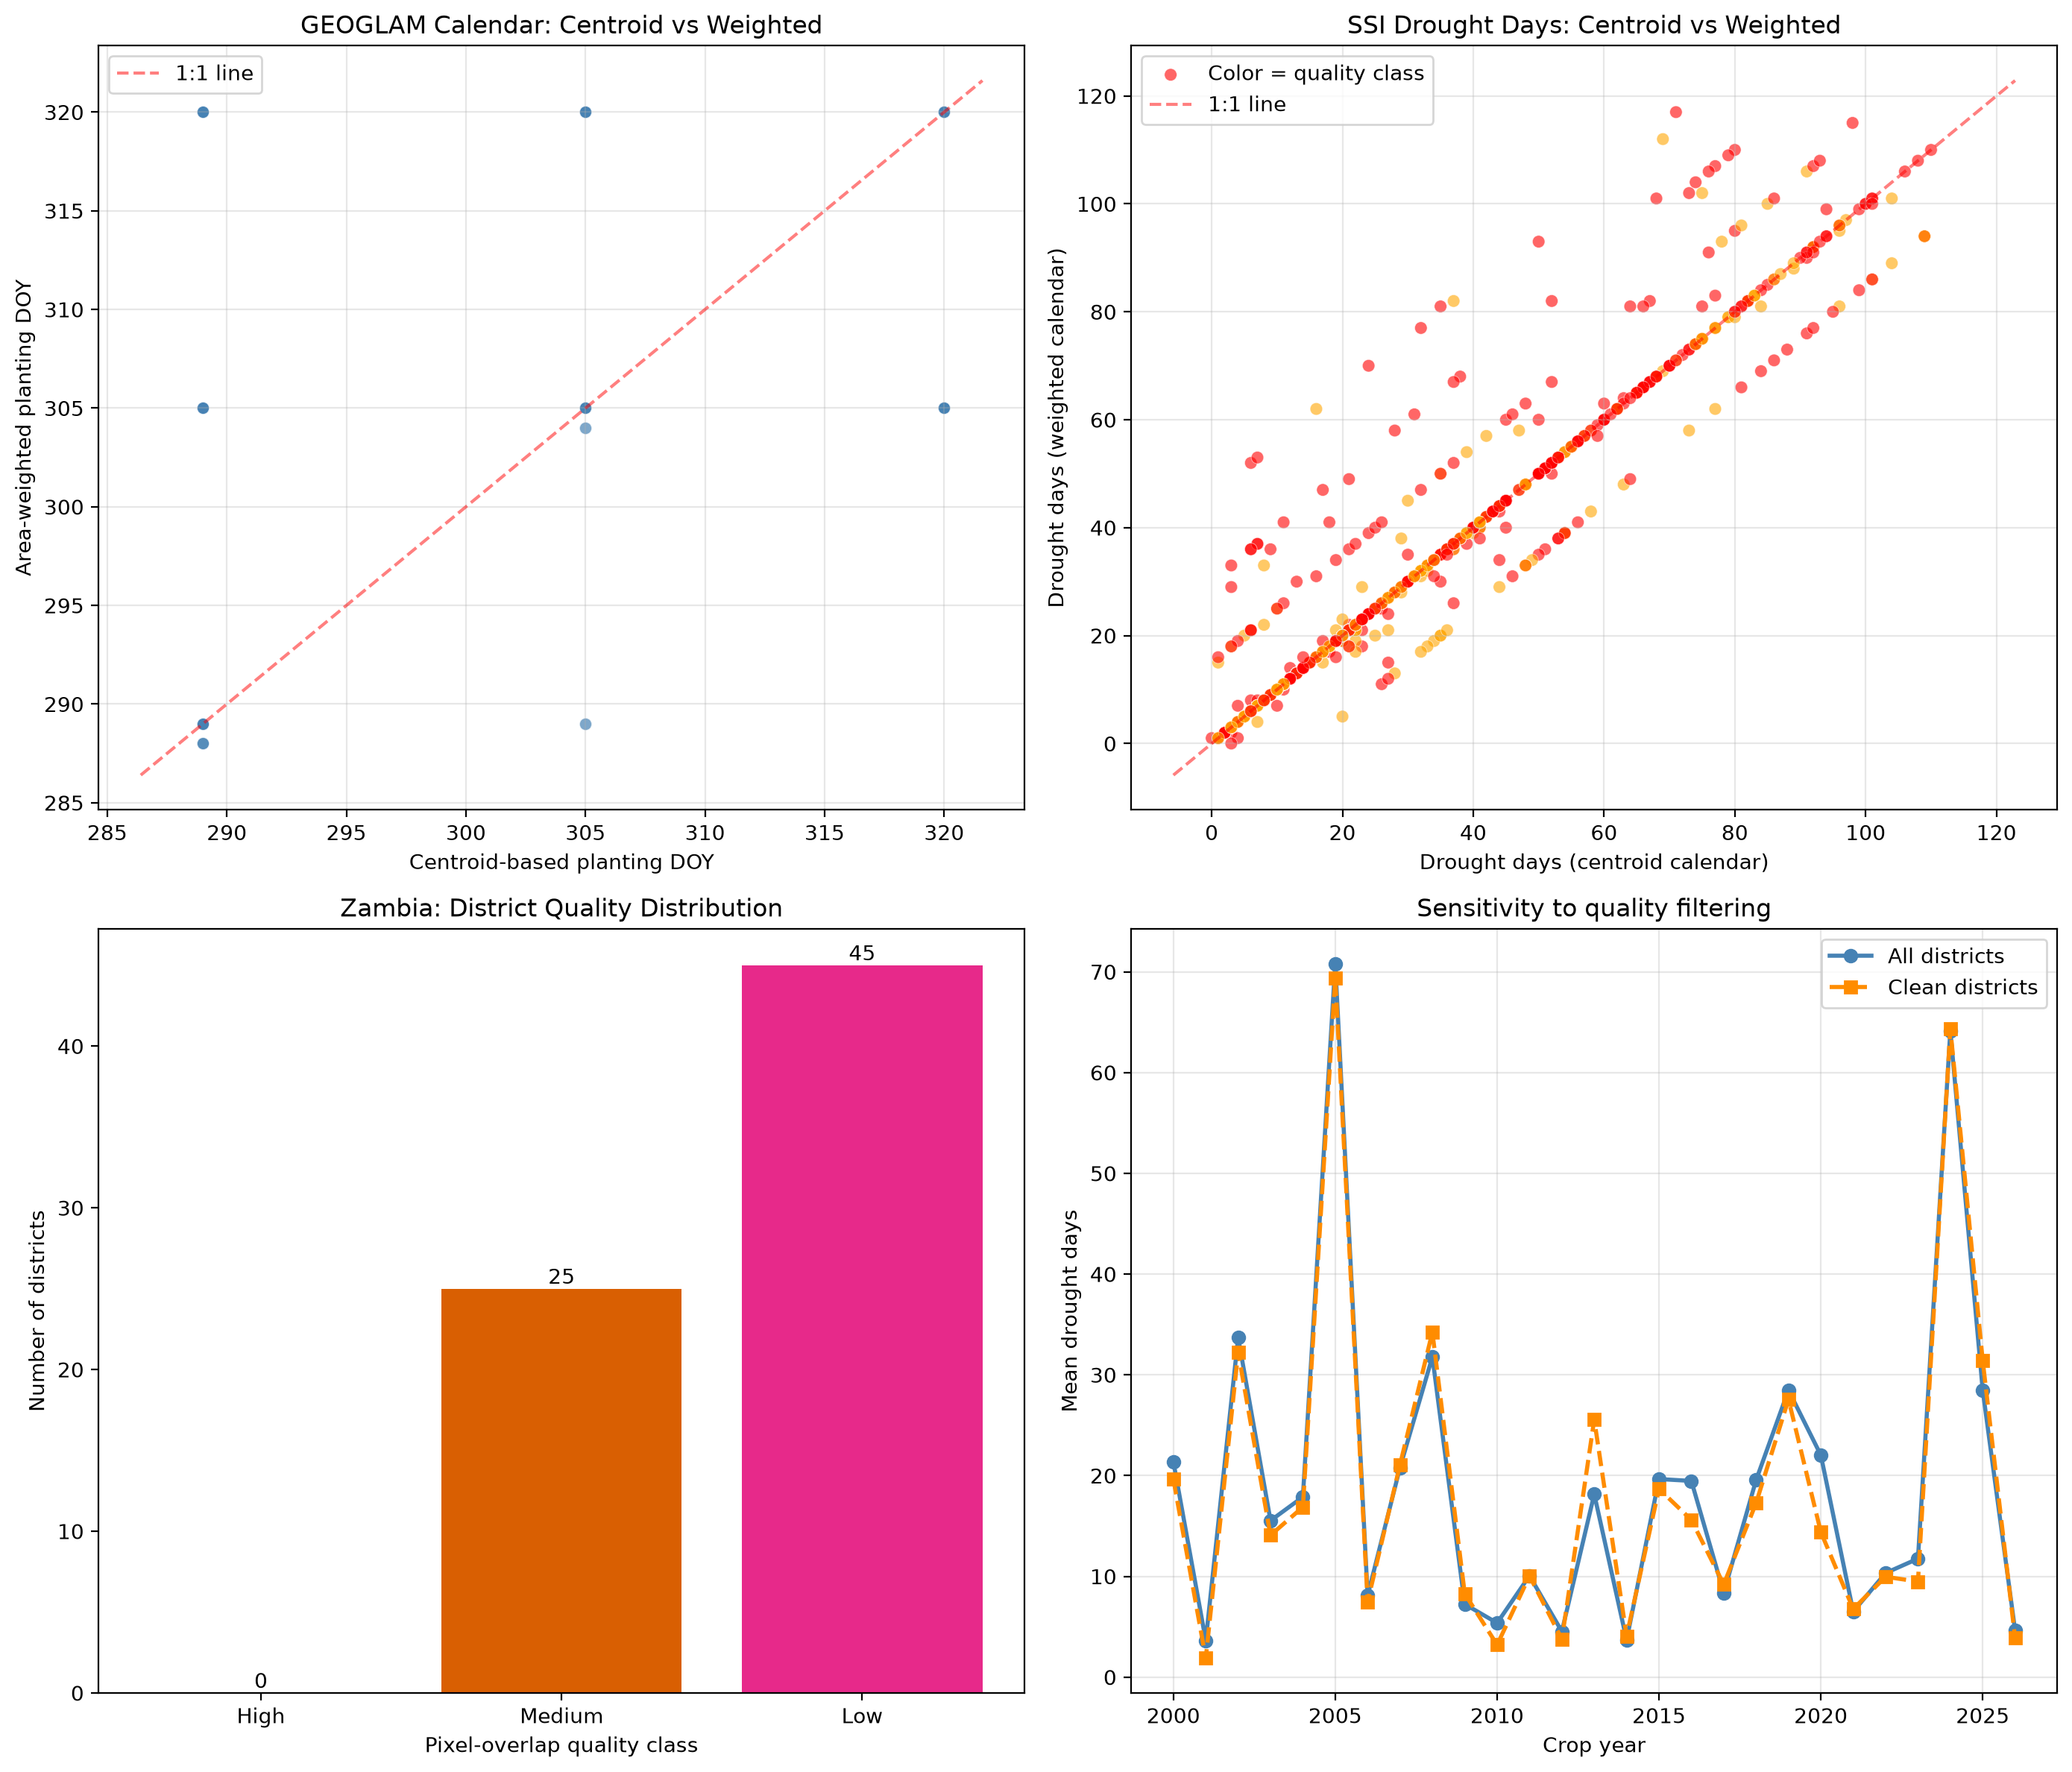 GEOGLAM Calendar: Centroid vs Weighted
1:1 line
320
315
310
305
300
295
290
285
Area-weighted planting DOY
285 290 295 300 305 310 315 320
Centroid-based planting DOY
SSI Drought Days: Centroid vs Weighted
Color = quality class
1:1 line
120
100
80
60
40
20
0
Drought days (weighted calendar)
0 20 40 60 80 100 120
Drought days (centroid calendar)
Zambia: District Quality Distribution
45
25
0
40
30
20
10
0
Number of districts
High Medium Low
Pixel-overlap quality class
Sensitivity to quality filtering
All districts
Clean districts
70
60
50
40
30
20
10
0
Mean drought days
2000 2005 2010 2015 2020 2025
Crop year